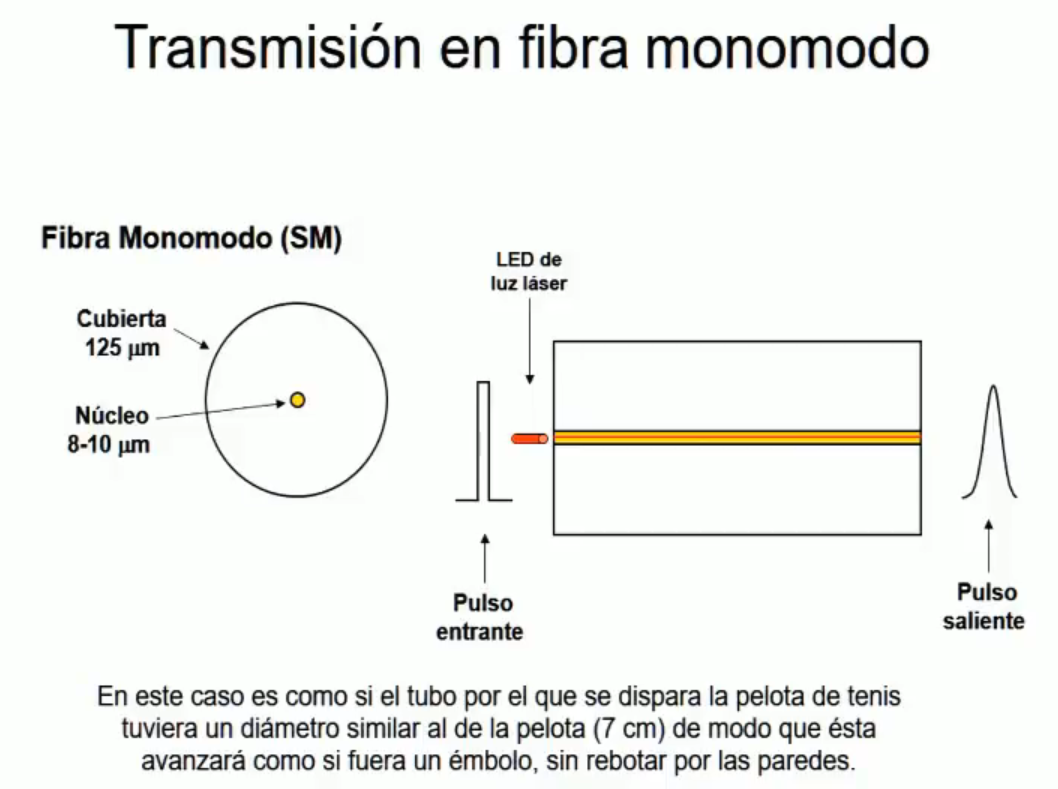 Transmisión en fibra monomodo
Fibra Monomodo (SM)
LED de
luz láser
Cubierta
125 μm
Núcleo
8-10 μm
Pulso
entrante
Pulso
saliente
En este caso es como si el tubo por el que se dispara la pelota de tenis
tuviera un diámetro similar al de la pelota (7 cm) de modo que ésta
avanzará como si fuera un émbolo, sin rebotar por las paredes.